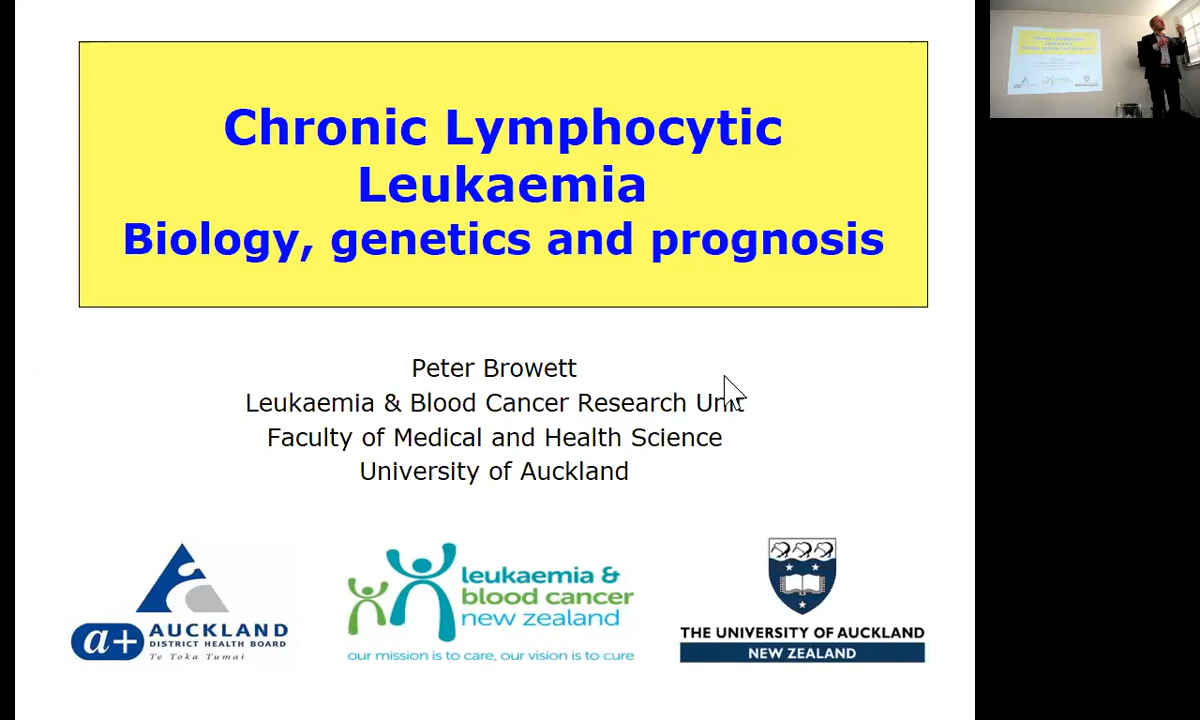 Chronic Lymphocytic
Leukaemia
Biology, genetics and prognosis
Peter Browett
Leukaemia & Blood Cancer Research Unit
Faculty of Medical and Health Science
University of Auckland
a+ AUCKLAND
DISTRICT HEALTH BOARD
Te Toka Tumai
leukaemia &
blood cancer
new zealand
our mission is to care, our vision is to cure
THE UNIVERSITY OF AUCKLAND
NEW ZEALAND